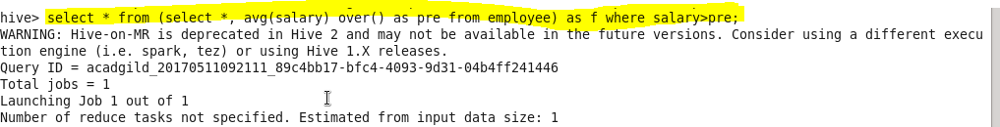 hive> select * from (select *, avg(salary) over() as pre from employee) as f where salary>pre;
WARNING: Hive-on-MR is deprecated in Hive 2 and may not be available in the future versions. Consider using a different execu
tion engine (i.e. spark, tez) or using Hive 1.X releases.
Query ID = acadgild_20170511092111_89c4bb17-bfc4-4093-9d31-04b4ff241446
Total jobs = 1
Launching Job 1 out of 1
Number of reduce tasks not specified. Estimated from input data size: 1